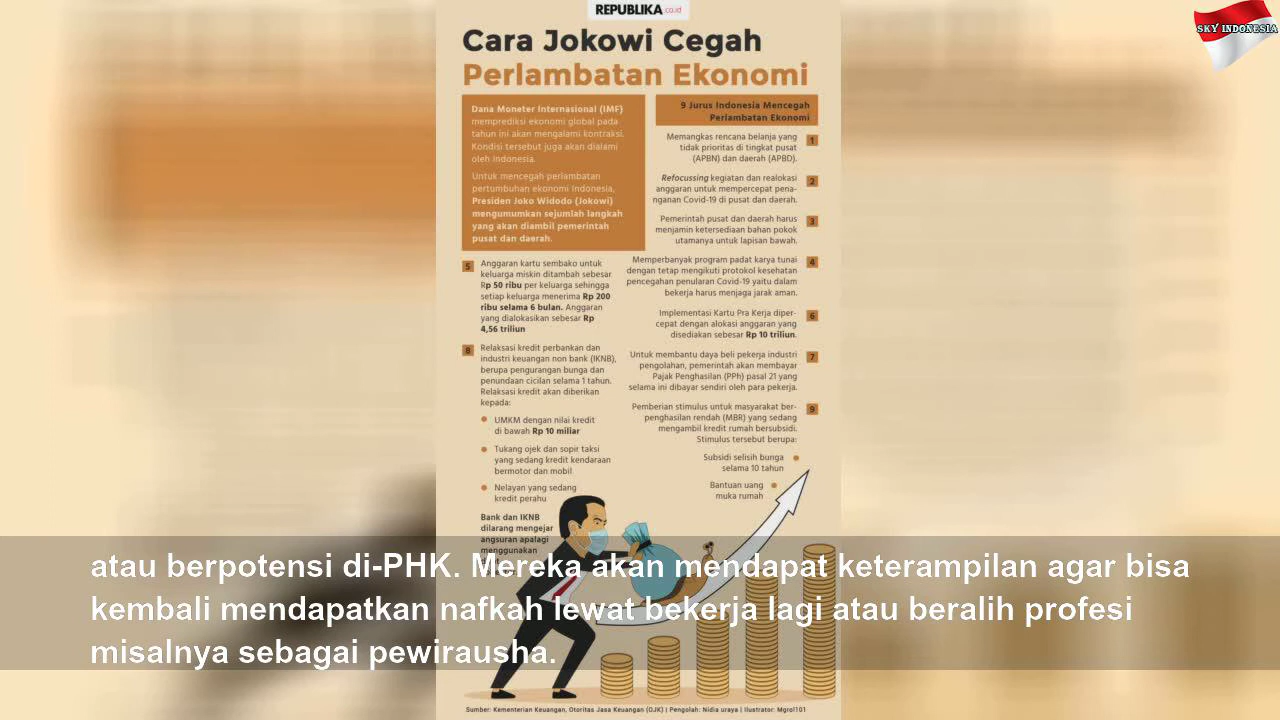 REPUBLIKA.co.id
SKY INDONESIA
Cara Jokowi Cegah
Perlambatan Ekonomi
Dana Moneter Internasional (IMF)
memprediksi ekonomi global pada
tahun ini akan mengalami kontraksi.
Kondisi tersebut juga akan dialami
oleh Indonesia.
Untuk mencegah perlambatan
pertumbuhan ekonomi Indonesia,
Presiden Joko Widodo (Jokowi)
mengumumkan sejumlah langkah
yang akan diambil pemerintah
pusat dan daerah.
9 Jurus Indonesia Mencegah
Perlambatan Ekonomi
1
Memangkas rencana belanja yang
tidak prioritas di tingkat pusat
(APBN) dan daerah (APBD).
2
Refocussing kegiatan dan realokasi
anggaran untuk mempercepat pena-
nganan Covid-19 di pusat dan daerah.
3
Pemerintah pusat dan daerah harus
menjamin ketersediaan bahan pokok
utamanya untuk lapisan bawah.
4
Memperbanyak program padat karya tunai
dengan tetap mengikuti protokol kesehatan
pencegahan penularan Covid-19 yaitu dalam
bekerja harus menjaga jarak aman.
5
Anggaran kartu sembako untuk
keluarga miskin ditambah sebesar
Rp 50 ribu per keluarga sehingga
setiap keluarga menerima Rp 200
ribu selama 6 bulan. Anggaran
yang dialokasikan sebesar Rp
4,56 triliun
6
Implementasi Kartu Pra Kerja diper-
cepat dengan alokasi anggaran yang
disediakan sebesar Rp 10 triliun.
7
Untuk membantu daya beli pekerja industri
pengolahan, pemerintah akan membayar
Pajak Penghasilan (PPh) pasal 21 yang
selama ini dibayar sendiri oleh para pekerja.
8
Relaksasi kredit perbankan dan
industri keuangan non bank (IKNB),
berupa pengurangan bunga dan
penundaan cicilan selama 1 tahun.
Relaksasi kredit akan diberikan
kepada:
UMKM dengan nilai kredit
di bawah Rp 10 miliar
Tukang ojek dan sopir taksi
yang sedang kredit kendaraan
bermotor dan mobil
Nelayan yang sedang
kredit perahu
Bank dan IKNB
dilarang mengejar
angsuran apalagi
menggunakan
9
Pemberian stimulus untuk masyarakat ber-
penghasilan rendah (MBR) yang sedang
mengambil kredit rumah bersubsidi.
Stimulus tersebut berupa:
Subsidi selisih bunga
selama 10 tahun
Bantuan uang
muka rumah
atau berpotensi di-PHK. Mereka akan mendapat keterampilan agar bisa
kembali mendapatkan nafkah lewat bekerja lagi atau beralih profesi
misalnya sebagai pewirausha.
Sumber: Kementerian Keuangan, Otoritas Jasa Keuangan (OJK) | Pengolah: Nidia uraya | Ilustrator: Mgrol101